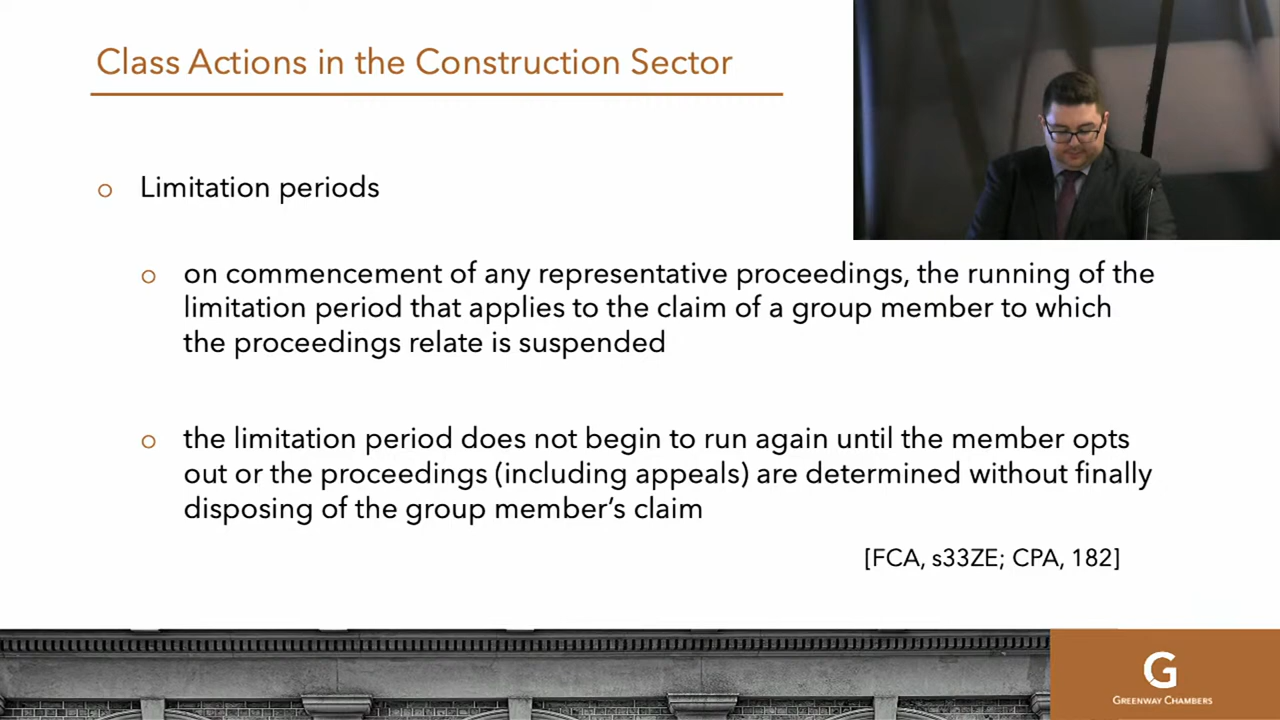 Class Actions in the Construction Sector
Limitation periods
on commencement of any representative proceedings, the running of the
limitation period that applies to the claim of a group member to which
the proceedings relate is suspended
the limitation period does not begin to run again until the member opts
out or the proceedings (including appeals) are determined without finally
disposing of the group member’s claim
[FCA, s33ZE; CPA, 182]
G
GREENWAY CHAMBERS